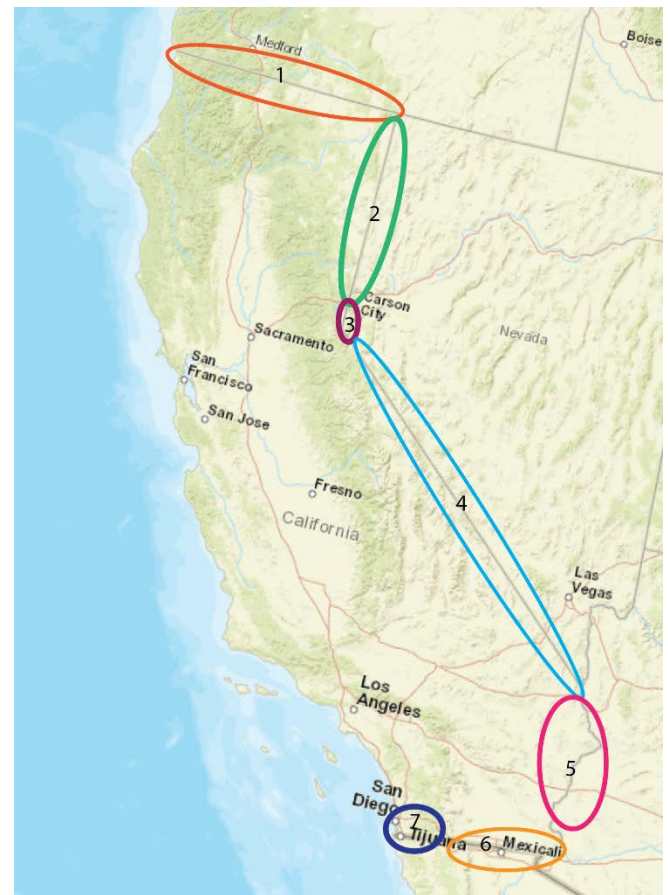 Medford
Boise
1
2
Carson
City
3
Sacramento
Nevada
San
Francisco
San Jose
Fresno
4
California
Las
Vegas
Los
Angeles
5
San
Diego
7
Tijuana
6
Mexicali